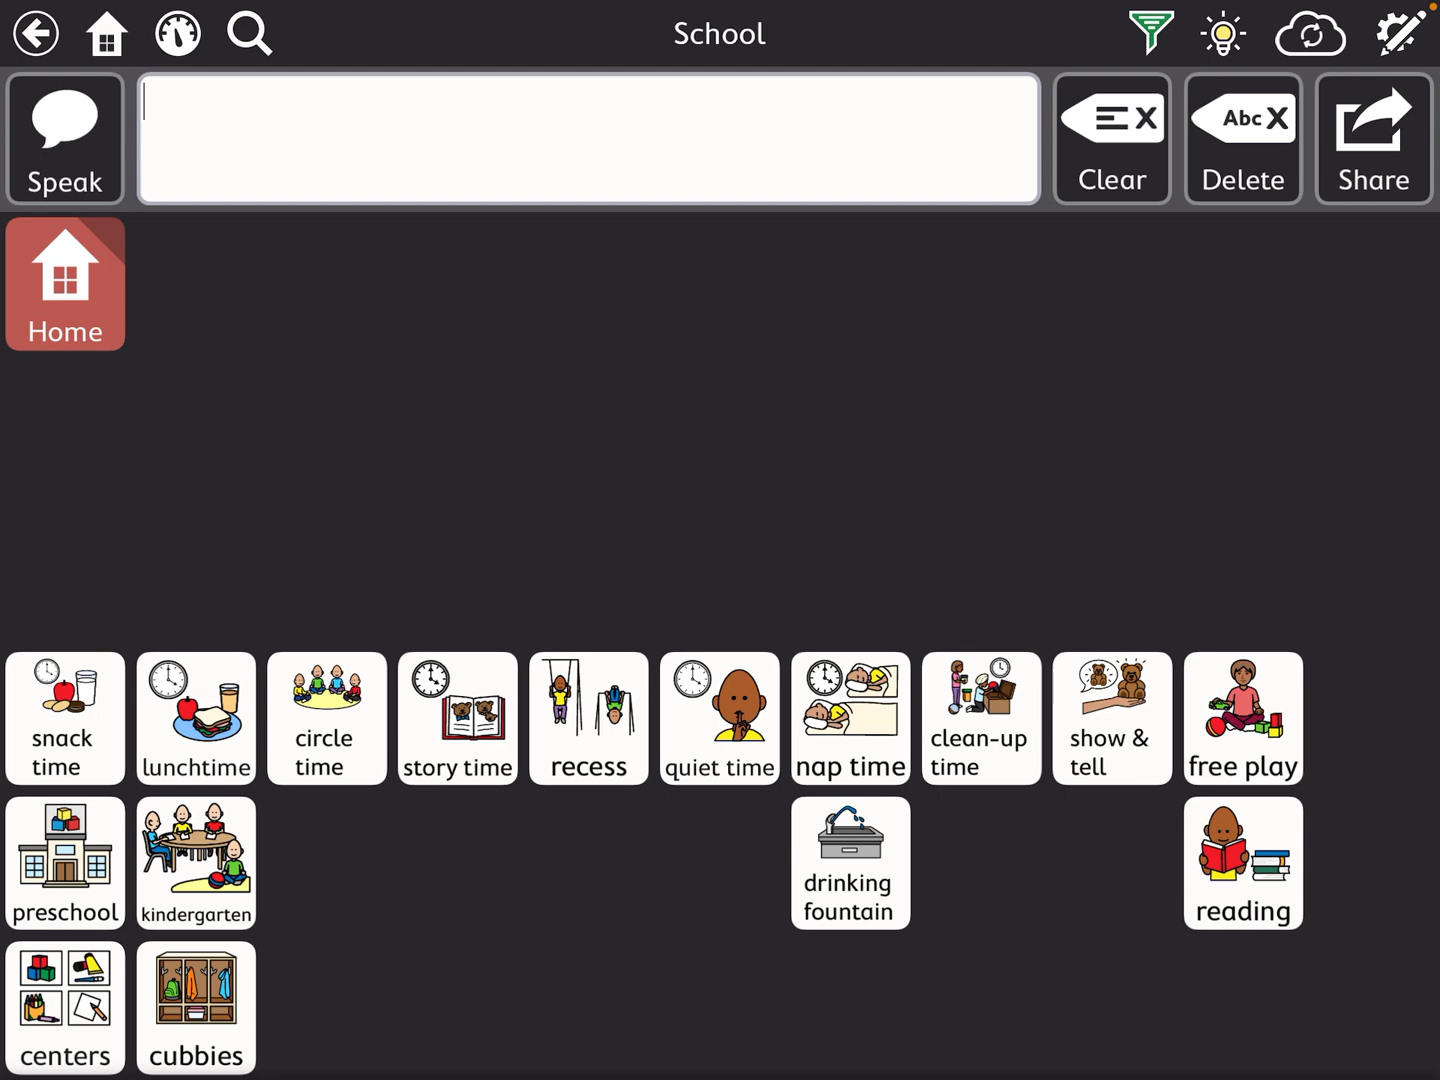 School
Speak
Clear
Abc
Delete
Share
Home
snack
time
lunchtime
circle
time
story time
recess
quiet time
nap time
clean-up
time
show &
tell
free play
preschool
kindergarten
drinking
fountain
reading
centers
cubbies